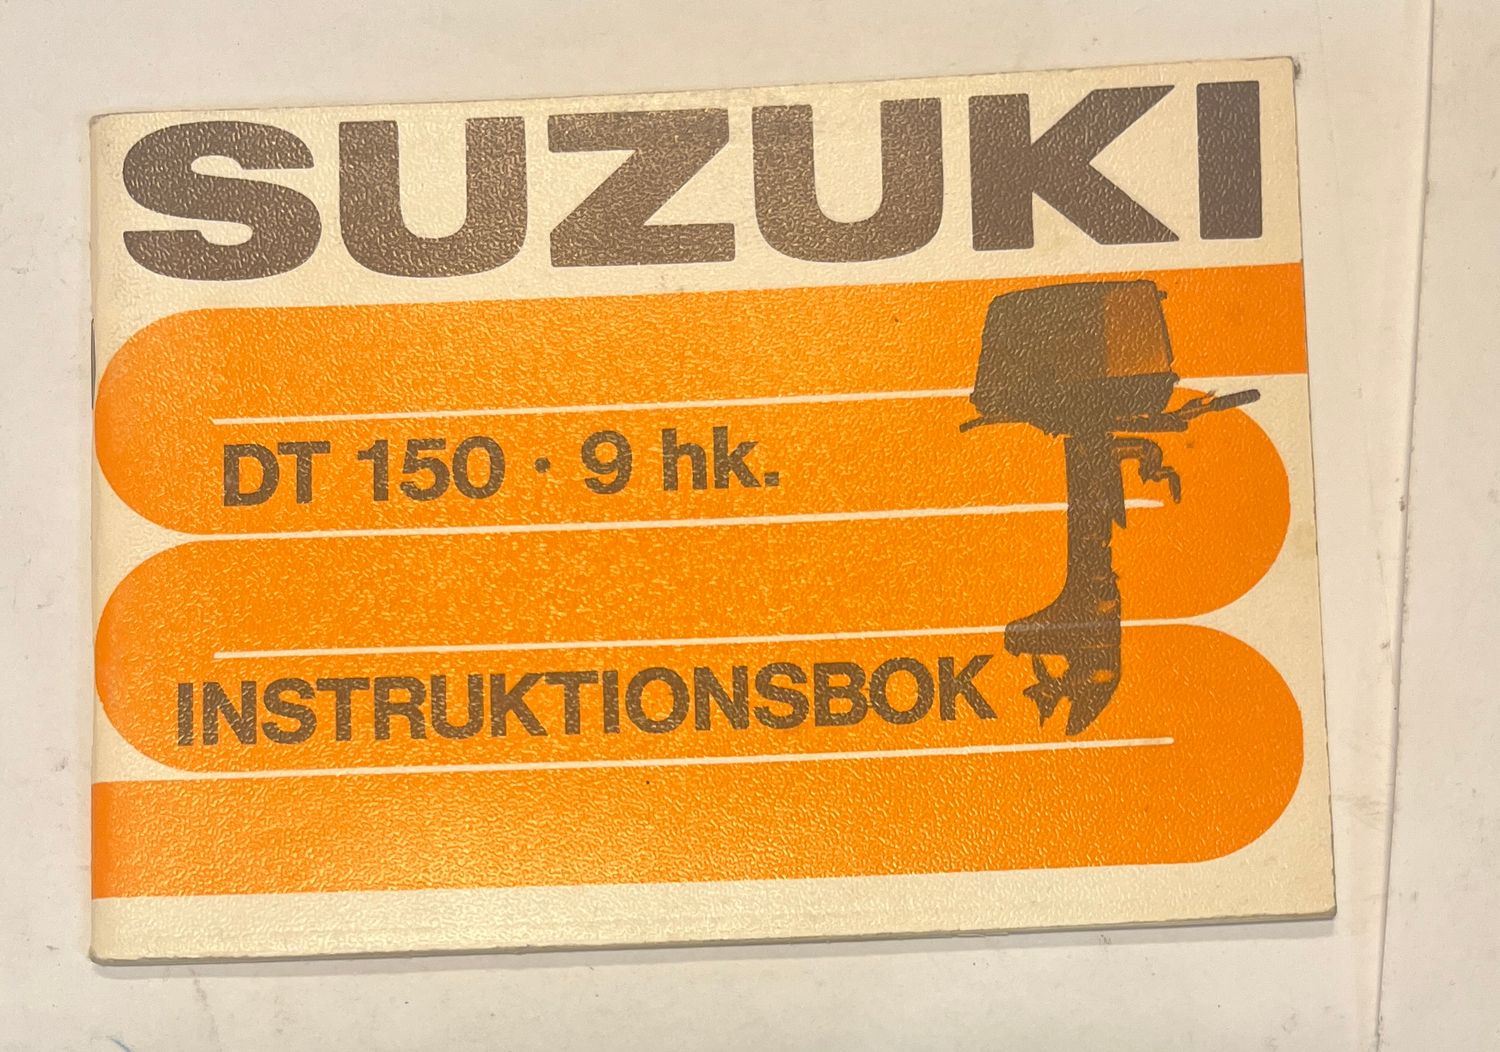 SUZUKI
DT 150 · 9 hk.
INSTRUKTIONSBOK